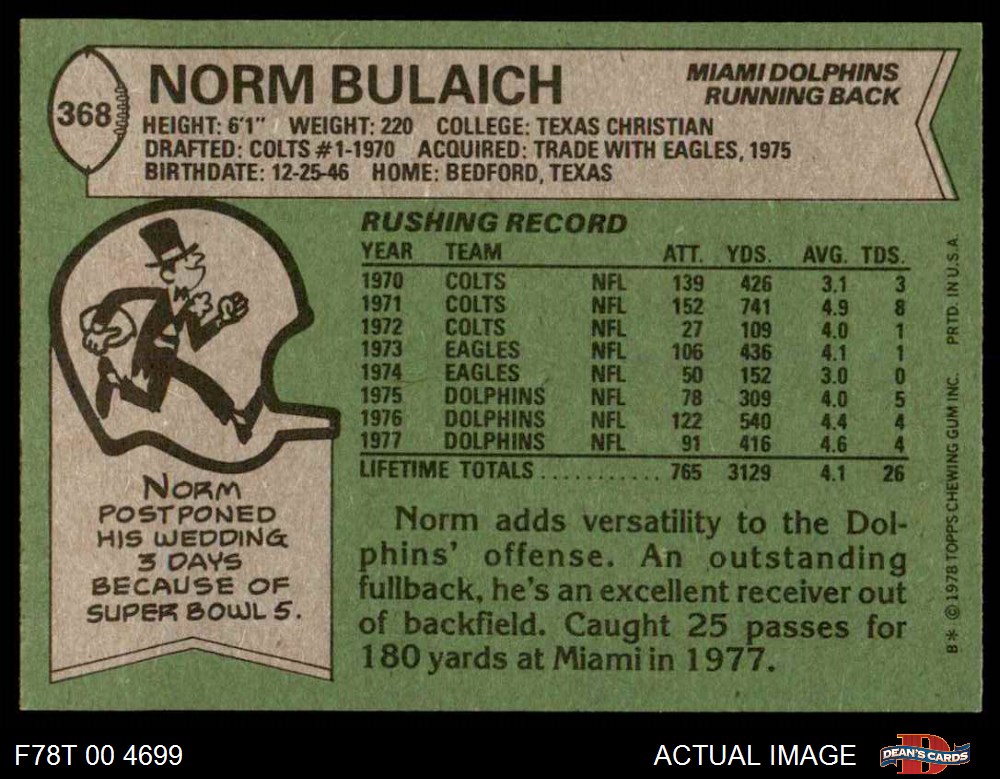 368
NORM BULAICH
MIAMI DOLPHINS
RUNNING BACK
HEIGHT: 6'1" WEIGHT: 220 COLLEGE: TEXAS CHRISTIAN
DRAFTED: COLTS #1-1970 ACQUIRED: TRADE WITH EAGLES, 1975
BIRTHDATE: 12-25-46 HOME: BEDFORD, TEXAS
RUSHING RECORD
YEAR TEAM ATT. YDS. AVG. TDS.
1970 COLTS NFL 139 426 3.1 3
1971 COLTS NFL 152 741 4.9 8
1972 COLTS NFL 27 109 4.0 1
1973 EAGLES NFL 106 436 4.1 1
1974 EAGLES NFL 50 152 3.0 0
1975 DOLPHINS NFL 78 309 4.0 5
1976 DOLPHINS NFL 122 540 4.4 4
1977 DOLPHINS NFL 91 416 4.6 4
LIFETIME TOTALS ........... 765 3129 4.1 26
NORM
POSTPONED
HIS WEDDING
3 DAYS
BECAUSE OF
SUPER BOWL 5.
Norm adds versatility to the Dol-
phins' offense. An outstanding
fullback, he's an excellent receiver out
of backfield. Caught 25 passes for
180 yards at Miami in 1977.
B* © 1978 TOPPS CHEWING GUM INC. PRTD. IN U.S.A.
F78T 00 4699
ACTUAL IMAGE
D
DEAN'S CARDS